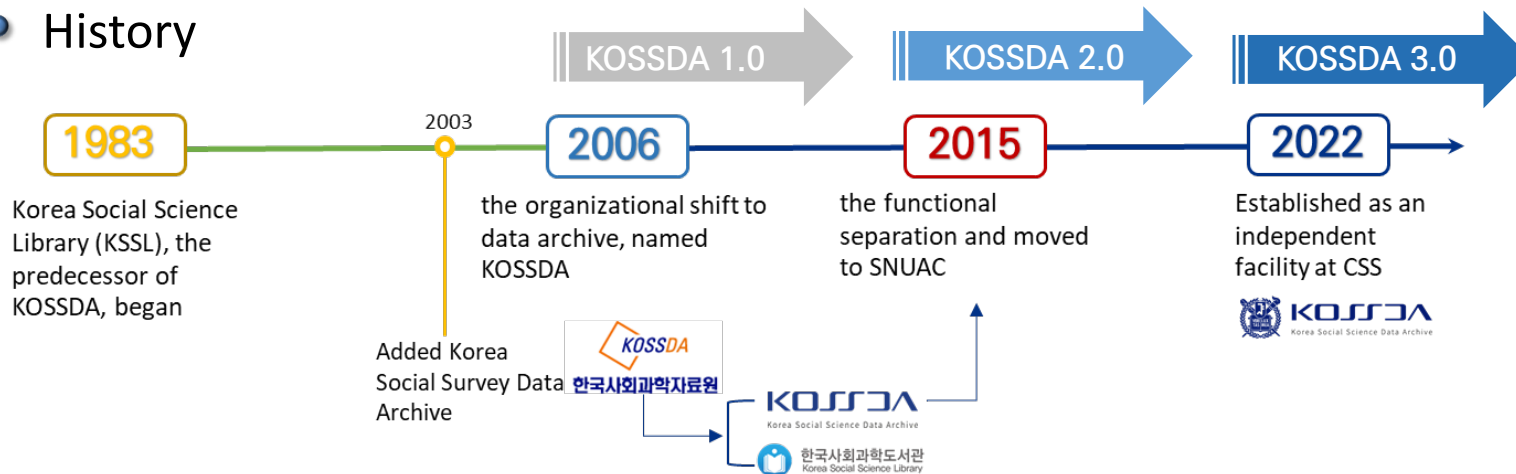 History
KOSSDA 1.0
KOSSDA 2.0
KOSSDA 3.0
1983
2003
2006
2015
2022
Korea Social Science
Library (KSSL), the
predecessor of
KOSSDA, began
Added Korea
Social Survey Data
Archive
the organizational shift to
data archive, named
KOSSDA
KOSSDA
한국사회과학자료원
KOSSDA
Korea Social Science Data Archive
한국사회과학도서관
Korea Social Science Library
the functional
separation and moved
to SNUAC
Established as an
independent
facility at CSS
KOSSDA
Korea Social Science Data Archive